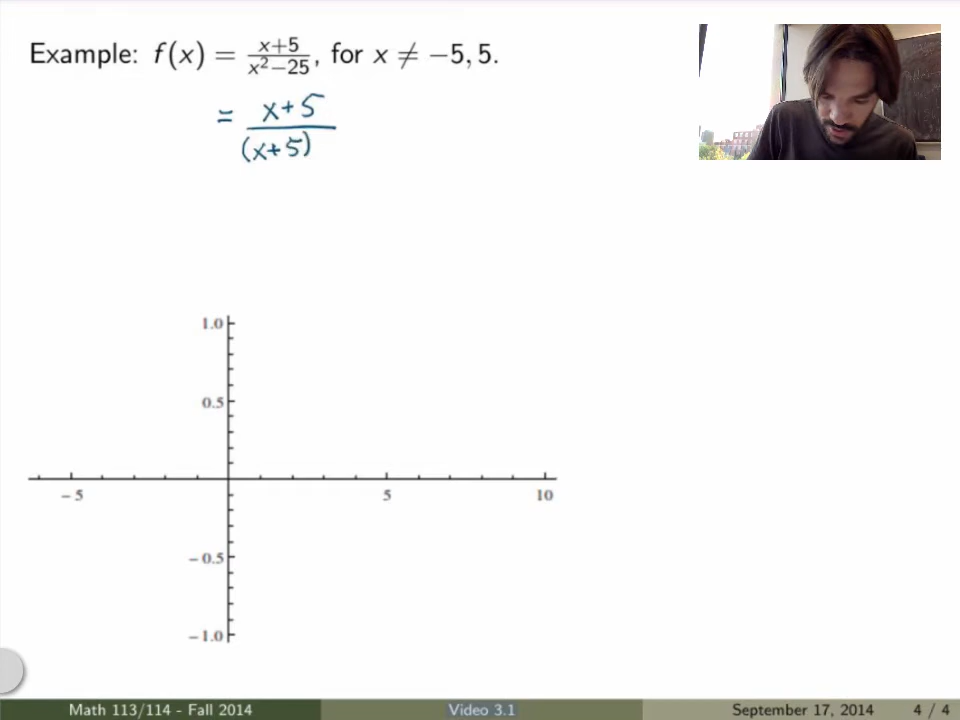 Example: f(x) = x+5 / x²−25, for x ≠ −5, 5.
= x+5 / (x+5)
1.0
0.5
−5 5 10
−0.5
−1.0
Math 113/114 - Fall 2014 Video 3.1 September 17, 2014 4 / 4